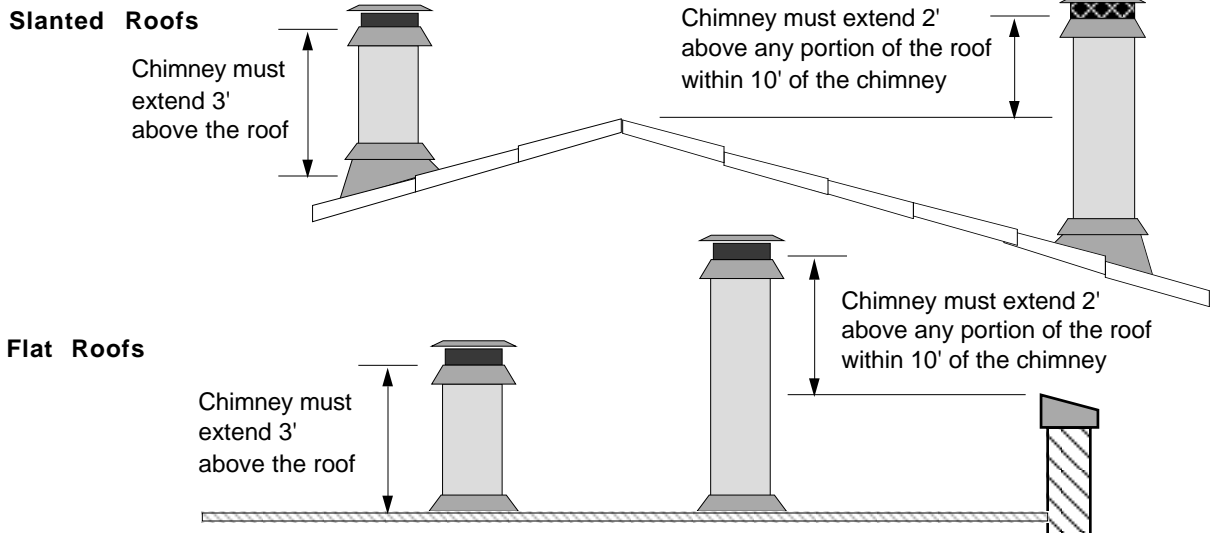 Slanted Roofs
Chimney must
extend 3'
above the roof
Chimney must extend 2'
above any portion of the roof
within 10' of the chimney
Flat Roofs
Chimney must
extend 3'
above the roof
Chimney must extend 2'
above any portion of the roof
within 10' of the chimney